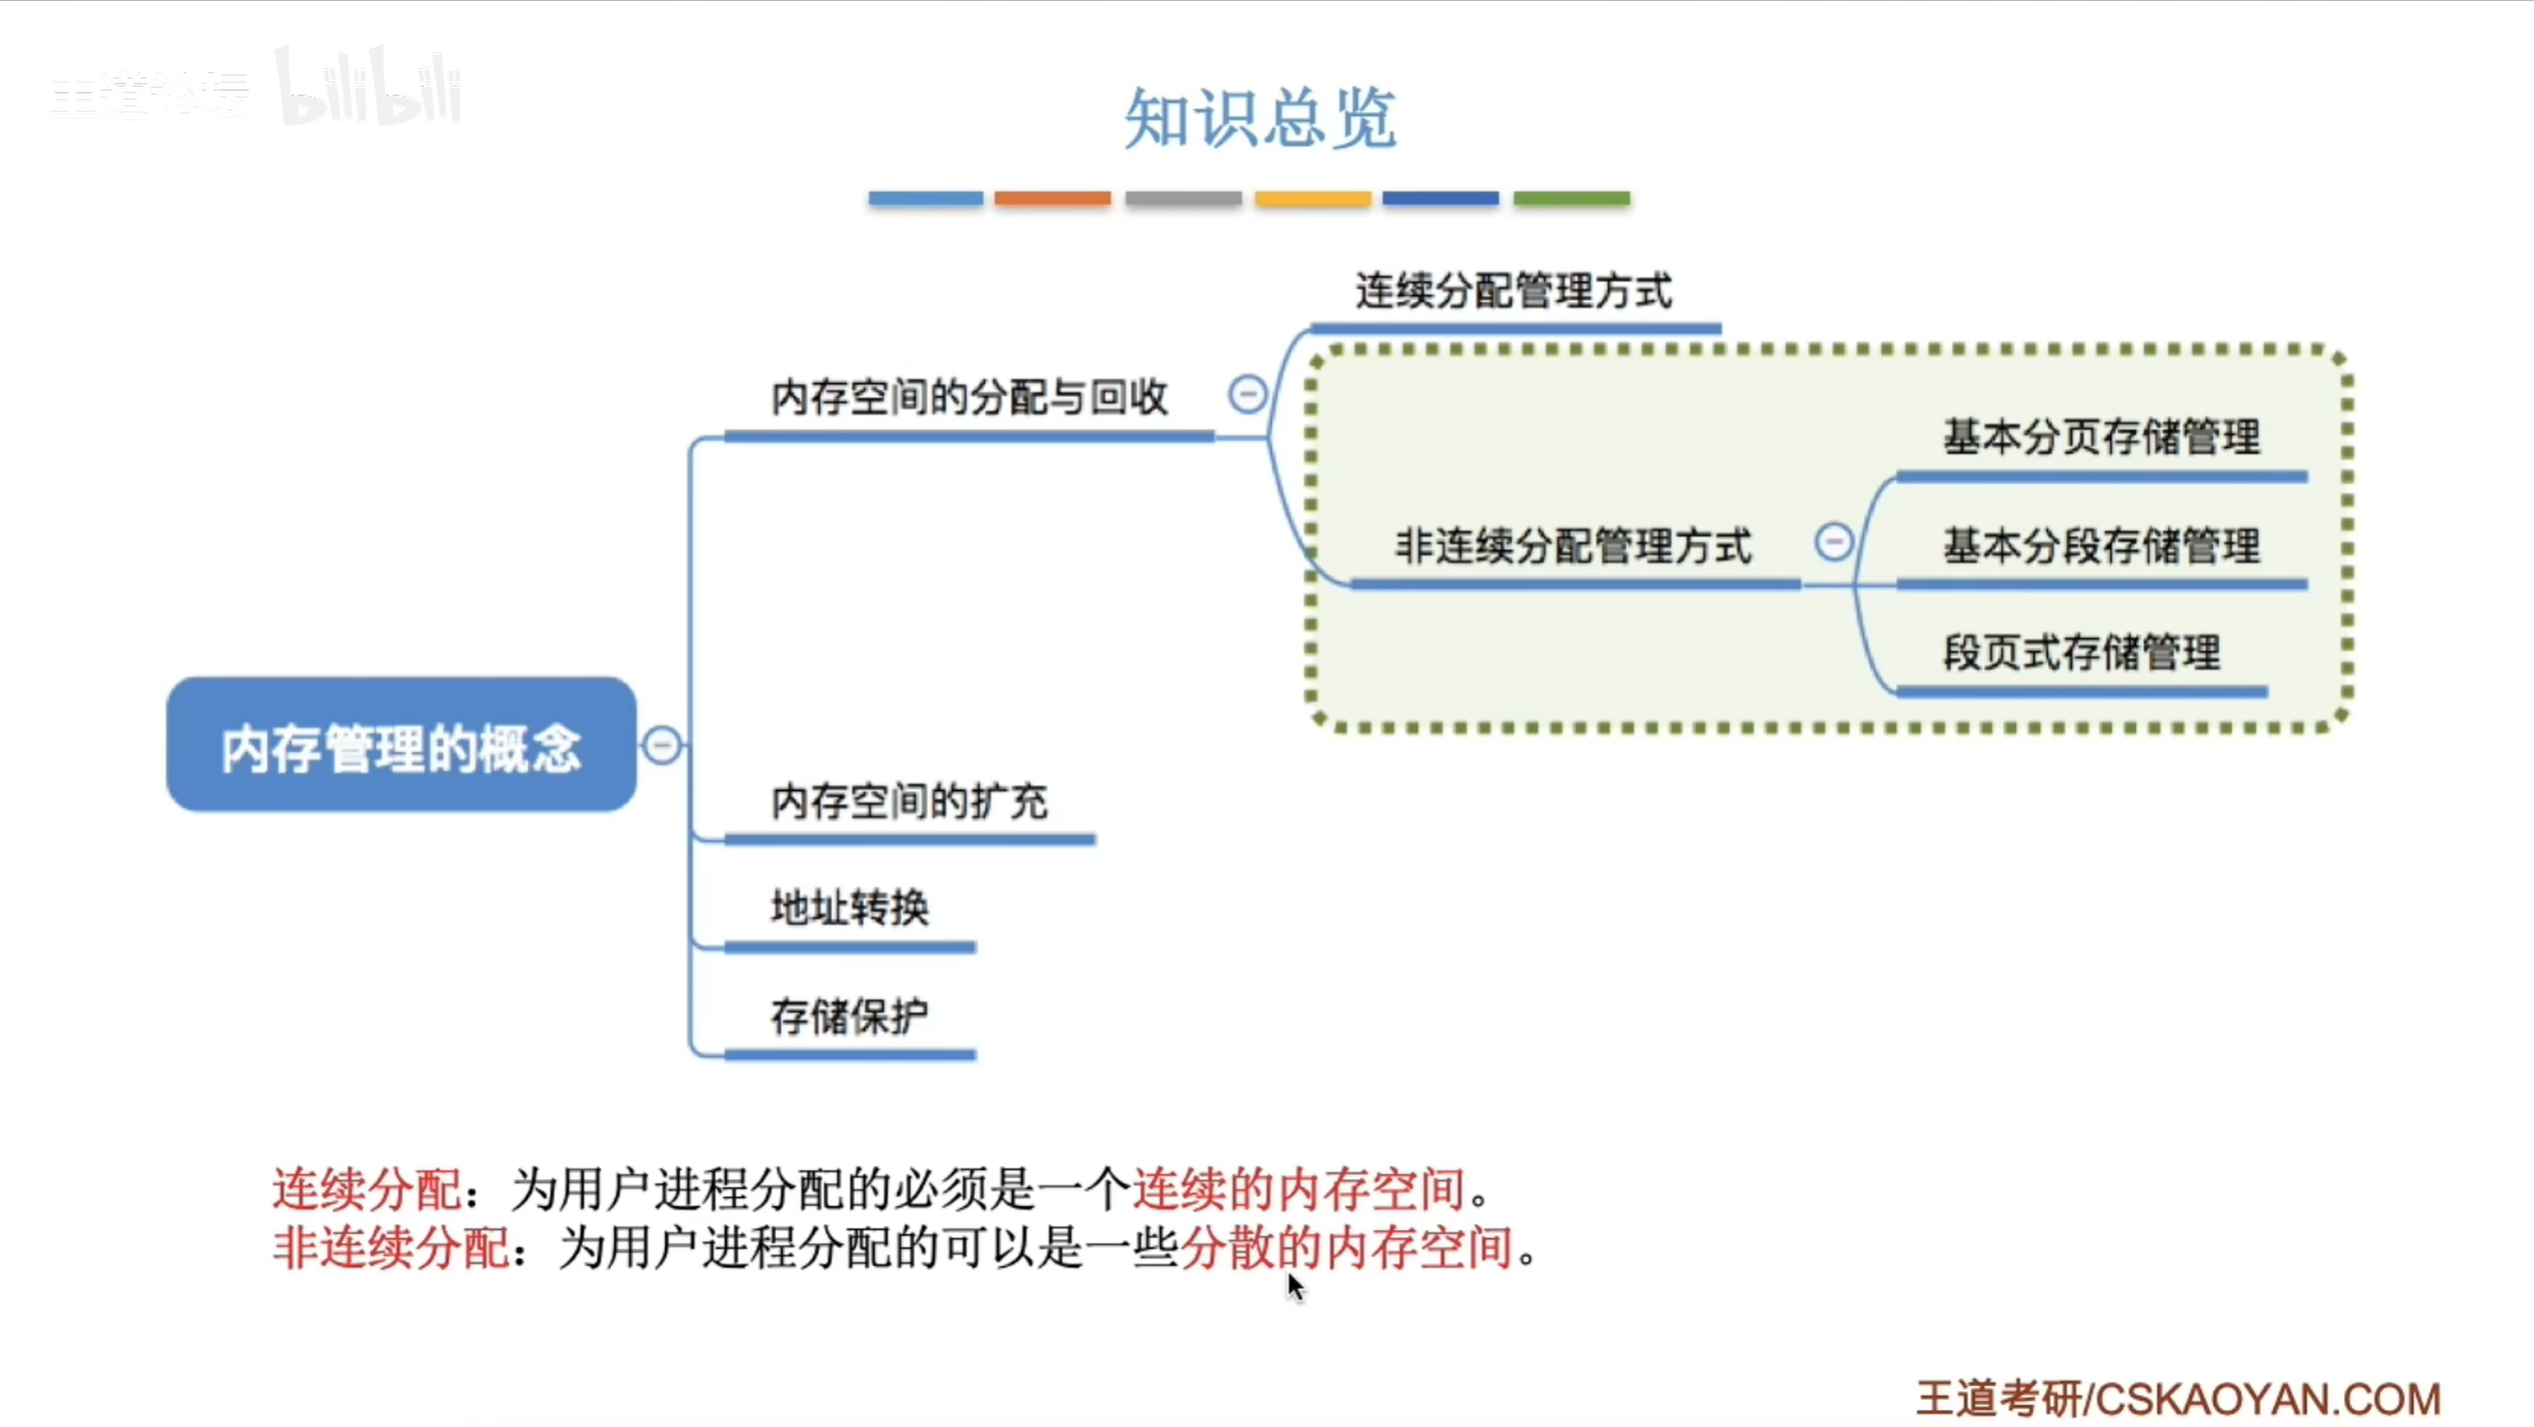 王道论坛 bilibili
知识总览
连续分配管理方式
内存空间的分配与回收
基本分页存储管理
非连续分配管理方式
基本分段存储管理
段页式存储管理
内存管理的概念
内存空间的扩充
地址转换
存储保护
连续分配：为用户进程分配的必须是一个连续的内存空间。
非连续分配：为用户进程分配的可以是一些分散的内存空间。
王道考研/CSKAOYAN.COM